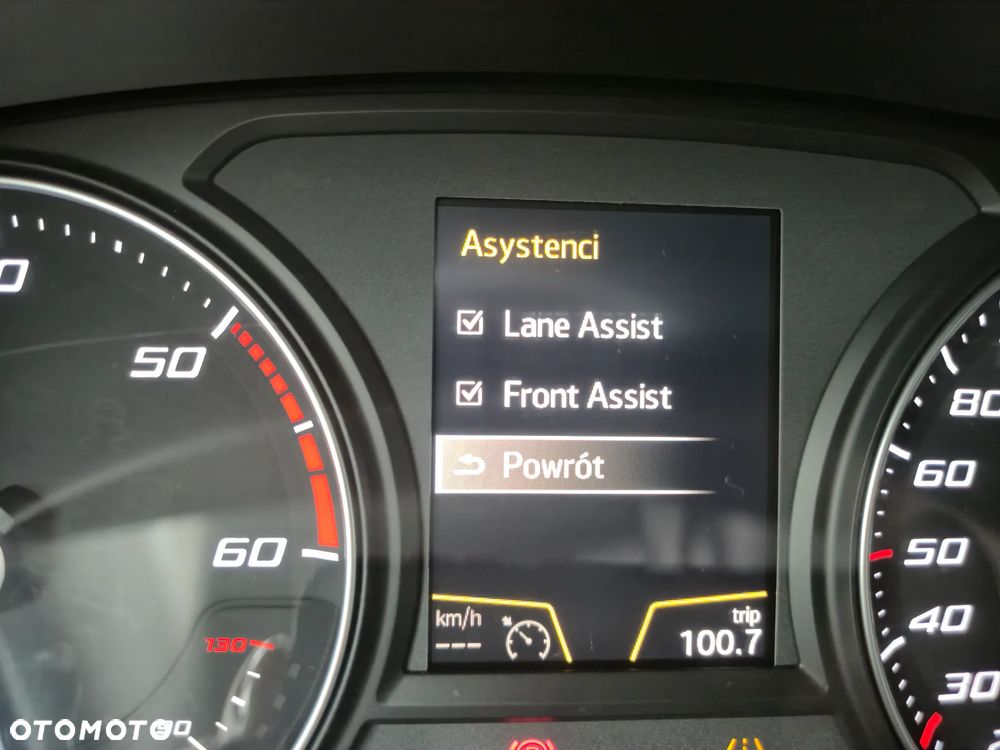 Asystenci
Lane Assist
Front Assist
Powrót
km/h
---
trip
100.7
50
60
130
90
80
60
50
40
30
OTOMOTO